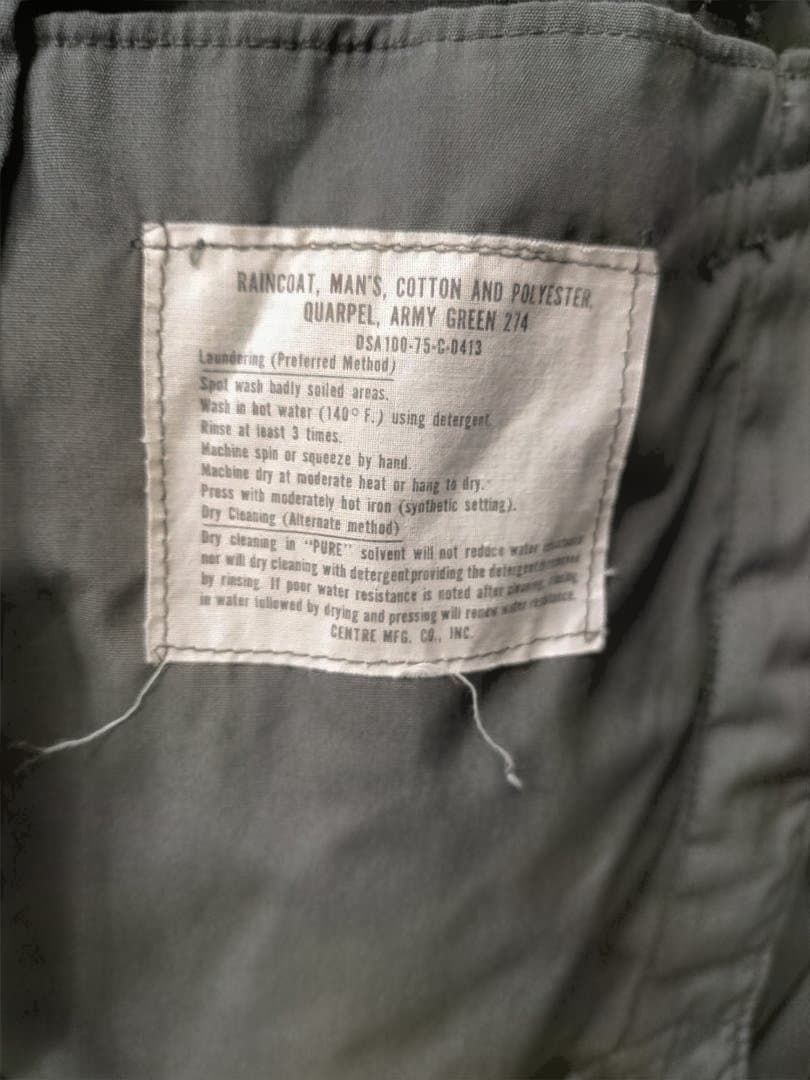 RAINCOAT, MAN'S, COTTON AND POLYESTER,
QUARPEL, ARMY GREEN 274
DSA100-75-C-0413
Laundering (Preferred Method)
Spot wash badly soiled areas.
Wash in hot water (140° F.) using detergent.
Rinse at least 3 times.
Machine spin or squeeze by hand.
Machine dry at moderate heat or hang to dry.
Press with moderately hot iron (synthetic setting).
Dry Cleaning (Alternate method)
Dry cleaning in "PURE" solvent will not reduce water
nor will dry cleaning with detergent providing the detergent
by rinsing. If poor water resistance is noted after cleaning, rinsing
in water followed by drying and pressing will renew water resistance.
CENTRE MFG. CO., INC.